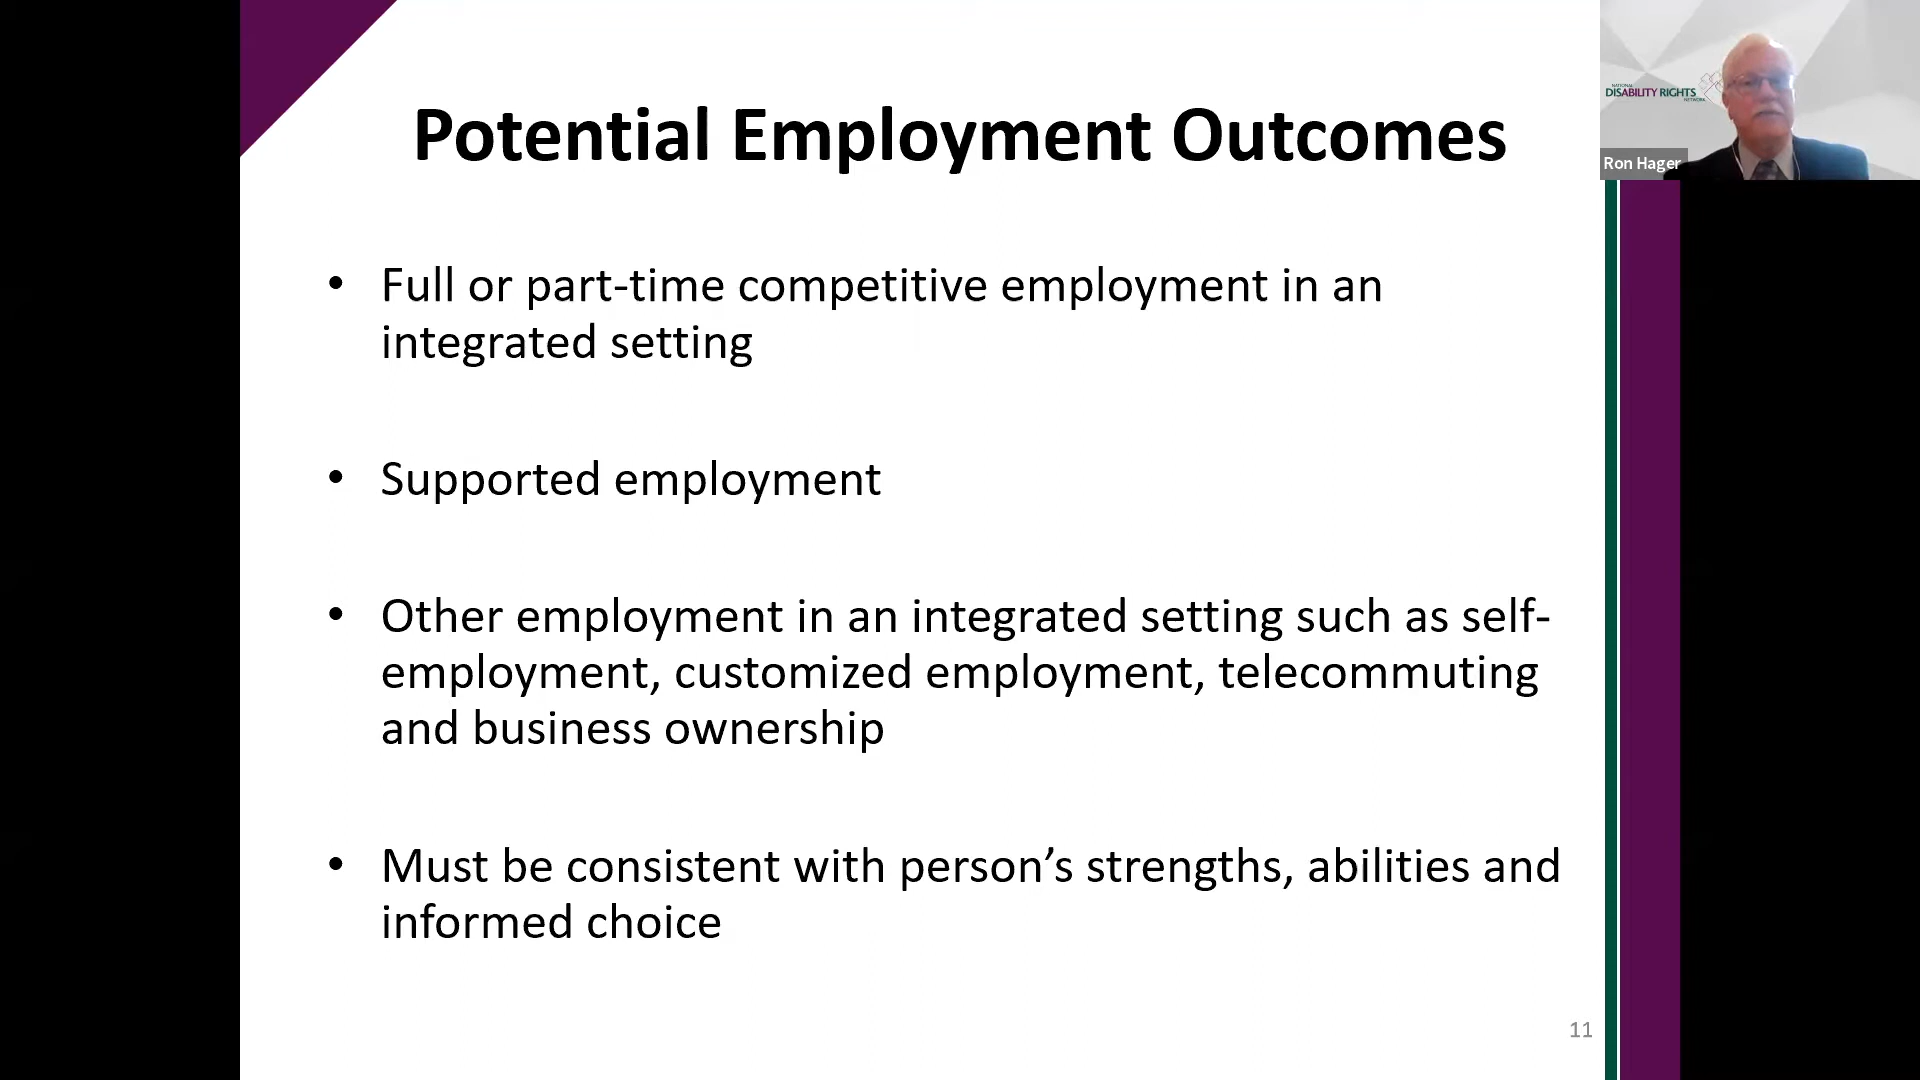 Potential Employment Outcomes
NATIONAL
DISABILITY RIGHTS
NETWORK
Ron Hager
• Full or part-time competitive employment in an
integrated setting
• Supported employment
• Other employment in an integrated setting such as self-
employment, customized employment, telecommuting
and business ownership
• Must be consistent with person’s strengths, abilities and
informed choice
11